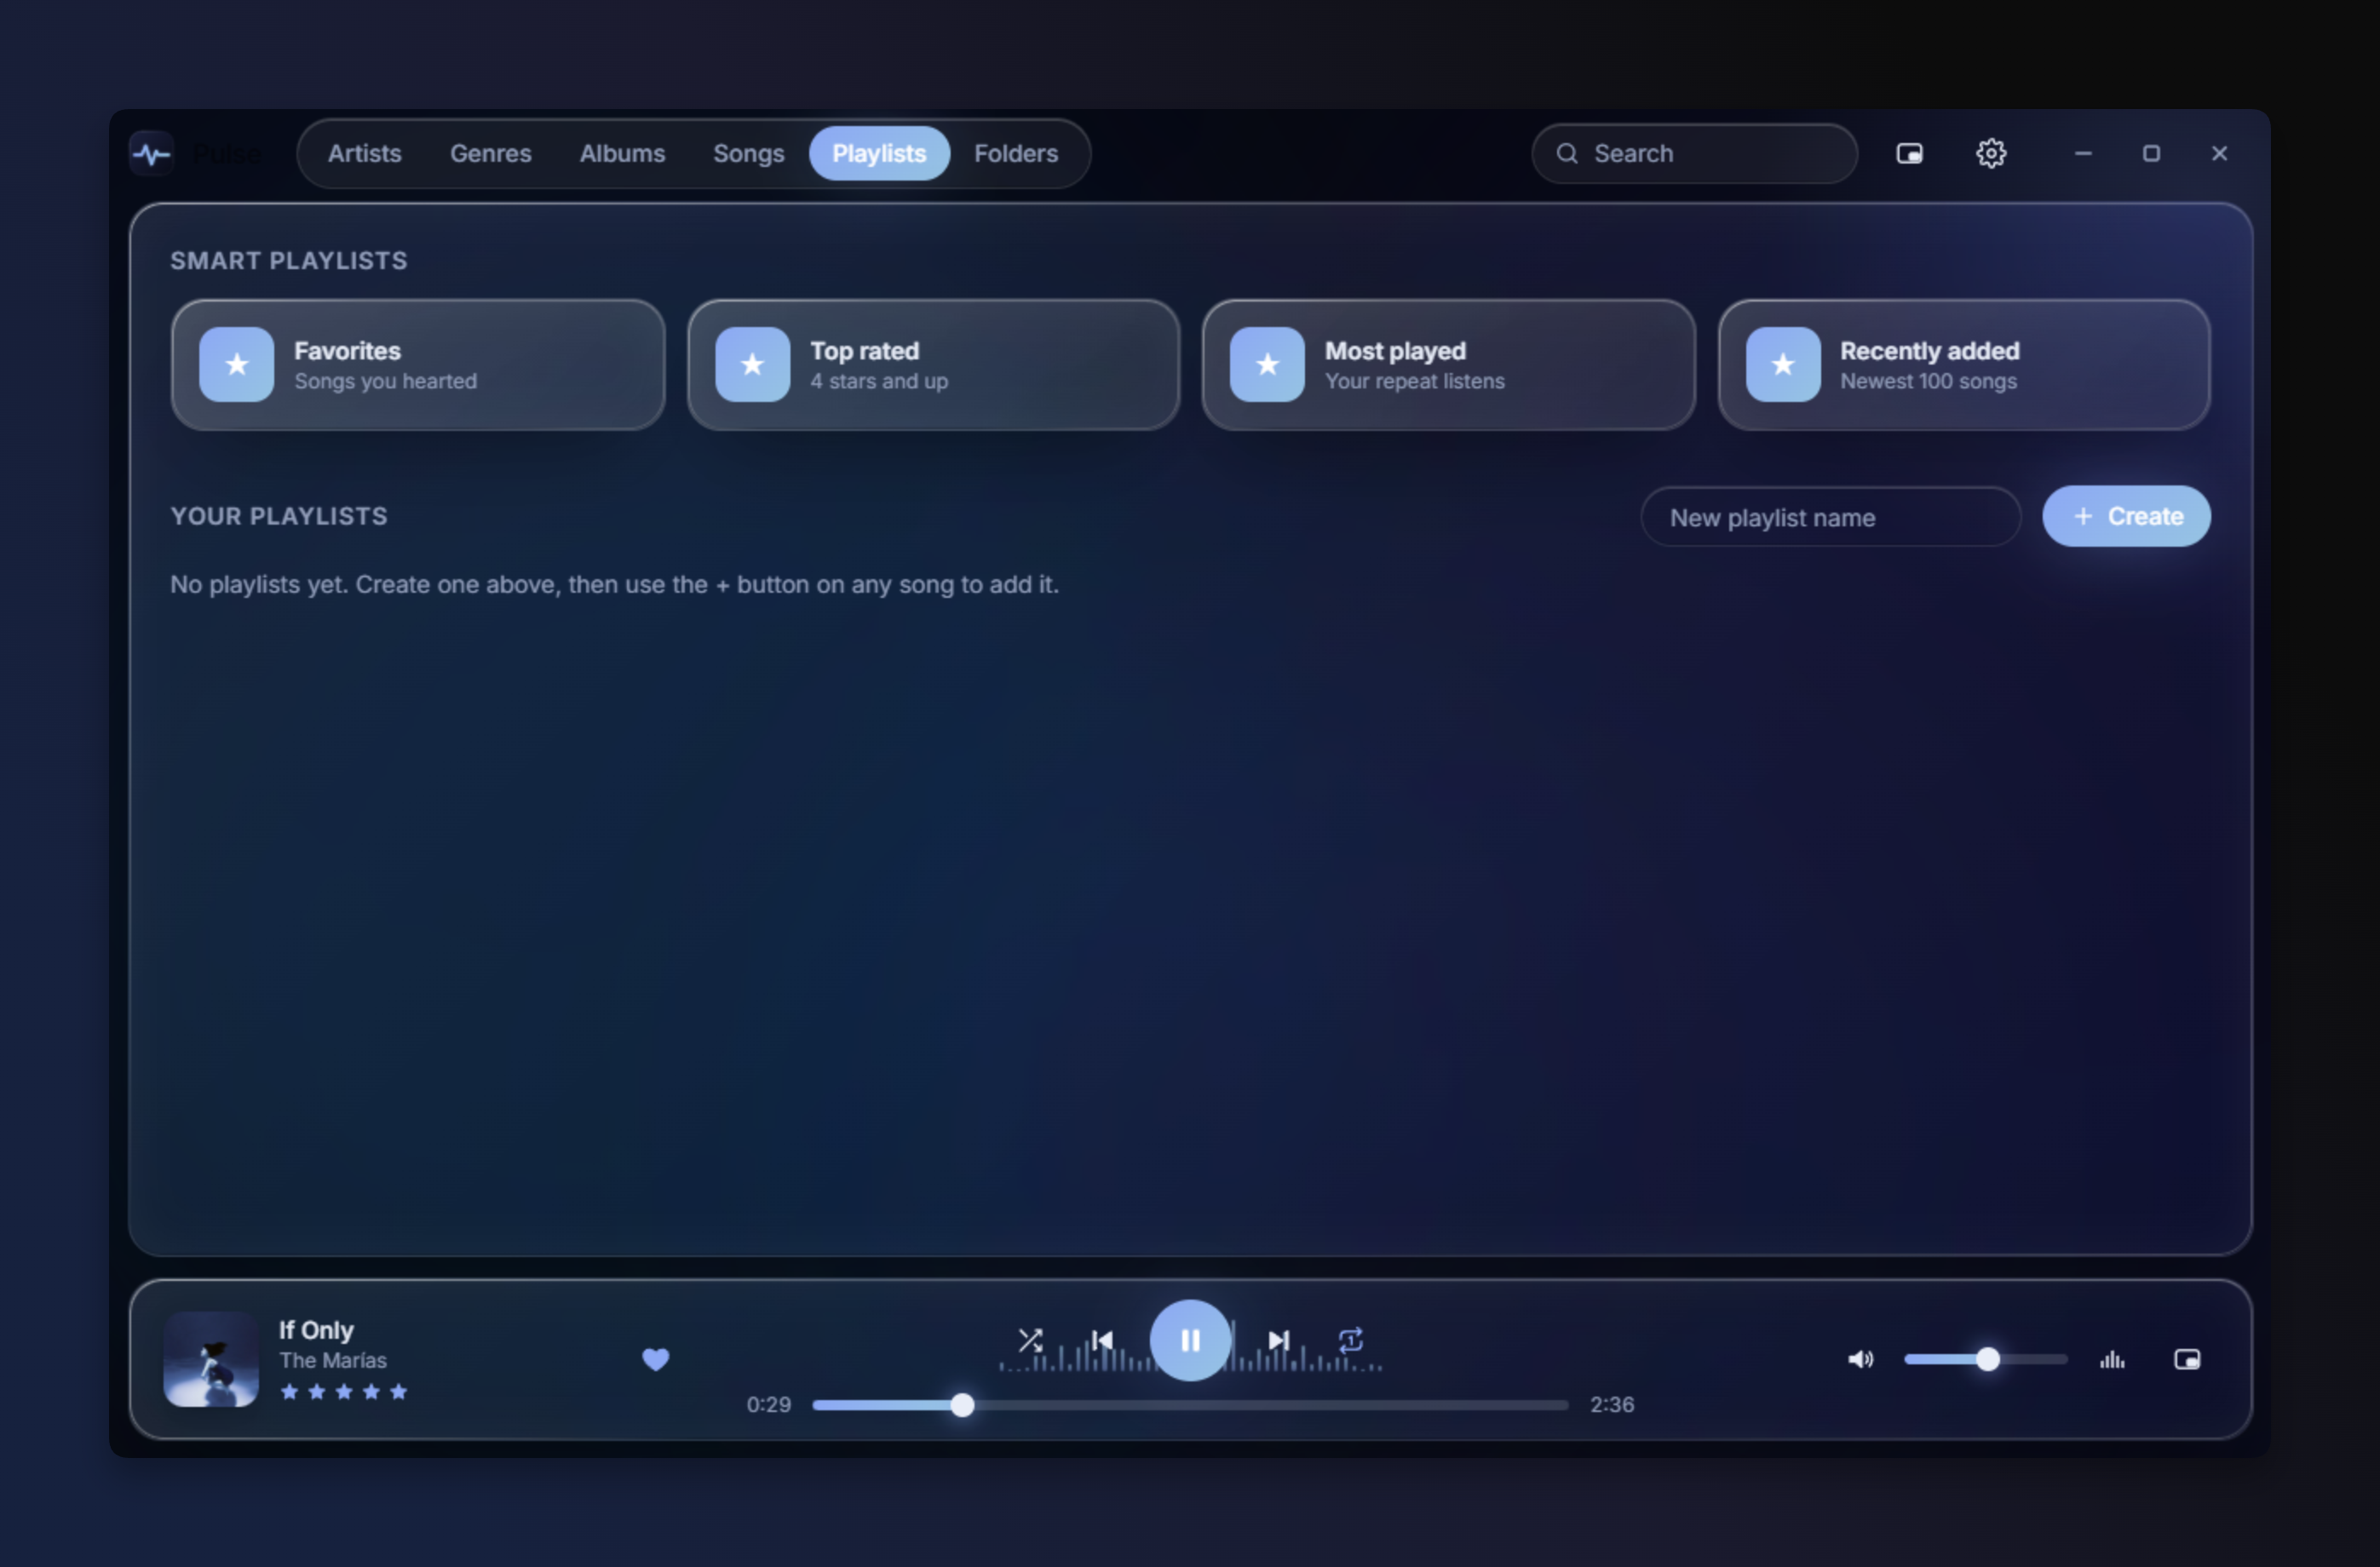 Pulse
Artists Genres Albums Songs Playlists Folders
Search
SMART PLAYLISTS
Favorites
Songs you hearted
Top rated
4 stars and up
Most played
Your repeat listens
Recently added
Newest 100 songs
YOUR PLAYLISTS
New playlist name
+ Create
No playlists yet. Create one above, then use the + button on any song to add it.
If Only
The Marías
1
0:29
2:36